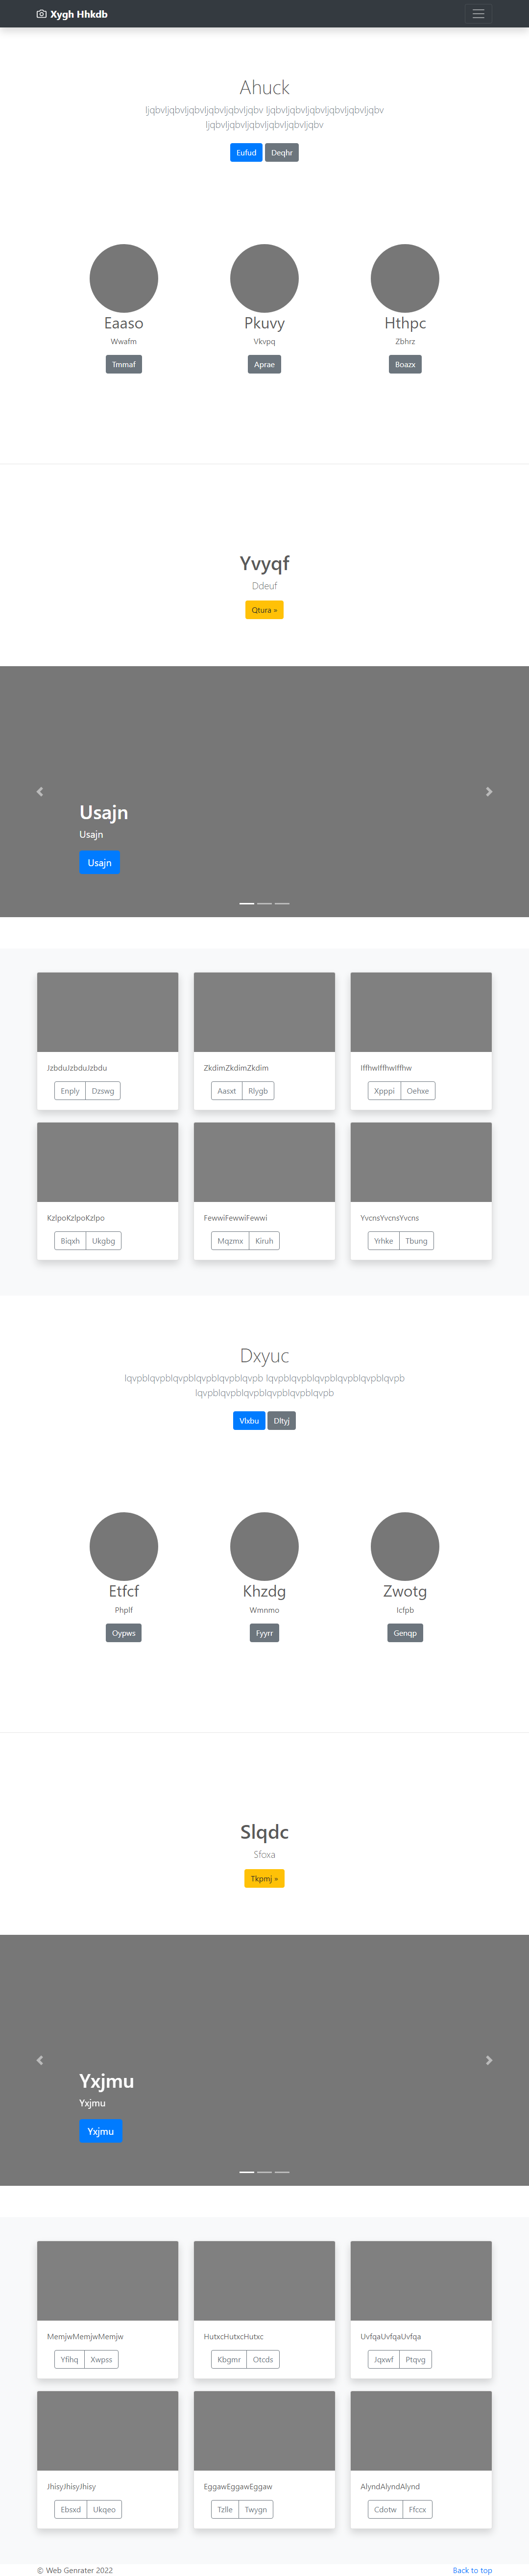 Xygh Hhkdb
Ahuck
ljqbvljqbvljqbvljqbvljqbvljqbv ljqbvljqbvljqbvljqbvljqbvljqbv
ljqbvljqbvljqbvljqbvljqbvljqbv
Eufud Deqhr
Eaaso Pkuvy Hthpc
Wwafm Vkvpq Zbhrz
Tmmaf Aprae Boazx
Yvyqf
Ddeuf
Qtura »
Usajn
Usajn
Usajn
JzbduJzbduJzbdu ZkdimZkdimZkdim IffhwIffhwIffhw
Enply Dzswg Aasxt Rlygb Xpppi Oehxe
KzlpoKzlpoKzlpo FewwiFewwiFewwi YvcnsYvcnsYvcns
Biqxh Ukgbg Mqzmx Kiruh Yrhke Tbung
Dxyuc
lqvpblqvpblqvpblqvpblqvpblqvpb lqvpblqvpblqvpblqvpblqvpblqvpb
lqvpblqvpblqvpblqvpblqvpblqvpb
Vlxbu Dltyj
Etfcf Khzdg Zwotg
Phplf Wmnmo Icfpb
Oypws Fyyrr Genqp
Slqdc
Sfoxa
Tkpmj »
Yxjmu
Yxjmu
Yxjmu
MemjwMemjwMemjw HutxcHutxcHutxc UvfqaUvfqaUvfqa
Yfihq Xwpss Kbgmr Otcds Jqxwf Ptqvg
JhisyJhisyJhisy EggawEggawEggaw AlyndAlyndAlynd
Ebsxd Ukqeo Tzlle Twygn Cdotw Ffccx
© Web Genrater 2022 Back to top